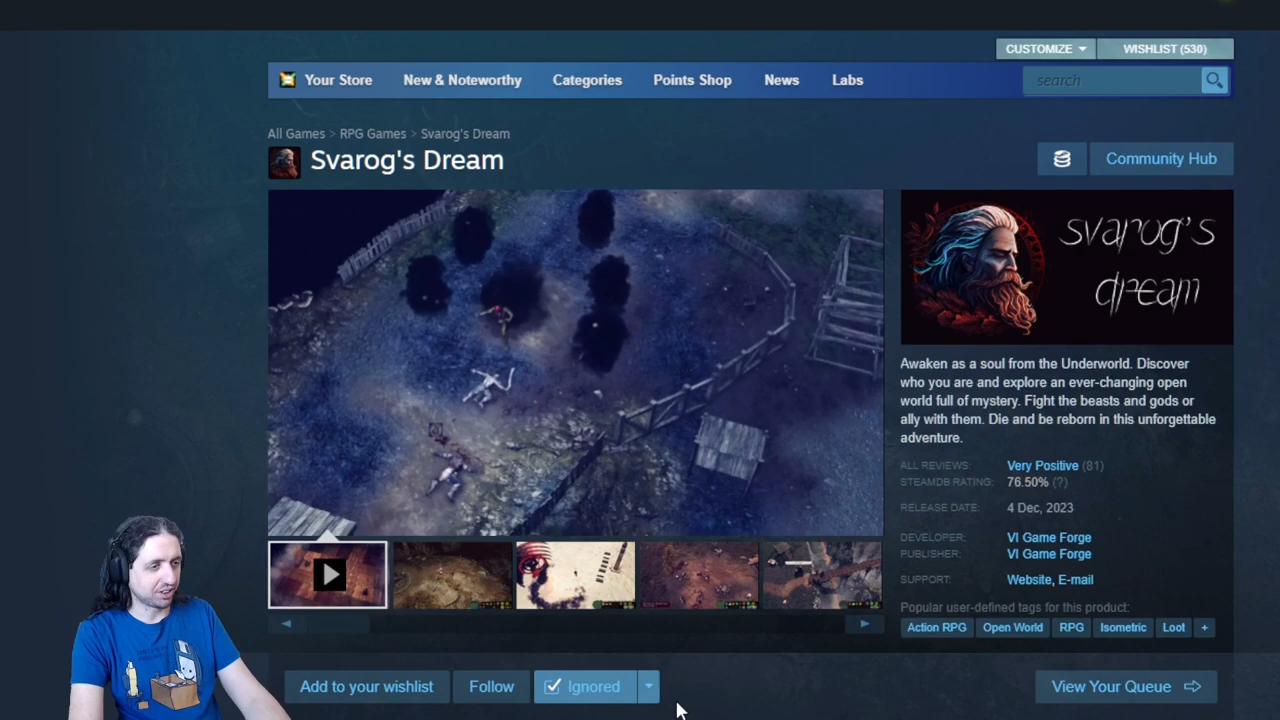 CUSTOMIZE
WISHLIST (530)
Your Store
New & Noteworthy
Categories
Points Shop
News
Labs
search
All Games > RPG Games > Svarog's Dream
Svarog's Dream
Community Hub
svarog's
dream
Awaken as a soul from the Underworld. Discover
who you are and explore an ever-changing open
world full of mystery. Fight the beasts and gods or
ally with them. Die and be reborn in this unforgettable
adventure.
ALL REVIEWS: Very Positive (81)
STEAMDB RATING: 76.50% (?)
RELEASE DATE: 4 Dec, 2023
DEVELOPER: VI Game Forge
PUBLISHER: VI Game Forge
SUPPORT: Website, E-mail
Popular user-defined tags for this product:
Action RPG
Open World
RPG
Isometric
Loot
+
Add to your wishlist
Follow
Ignored
View Your Queue